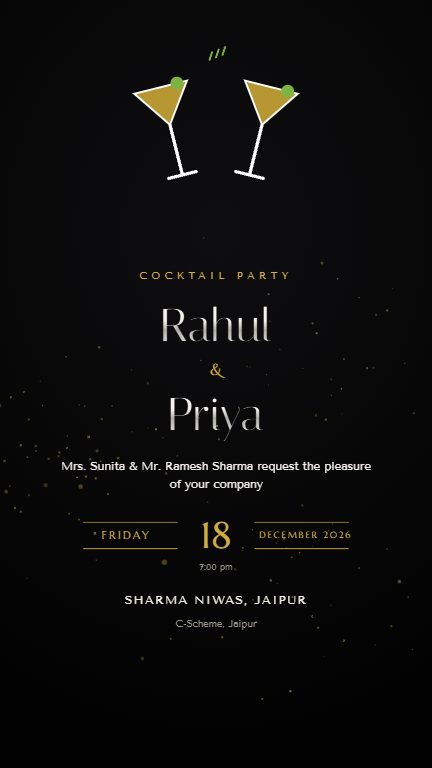 COCKTAIL PARTY
Rahul
&
Priya
Mrs. Sunita & Mr. Ramesh Sharma request the pleasure
of your company
FRIDAY 18 DECEMBER 2026
7:00 pm
SHARMA NIWAS, JAIPUR
C-Scheme, Jaipur